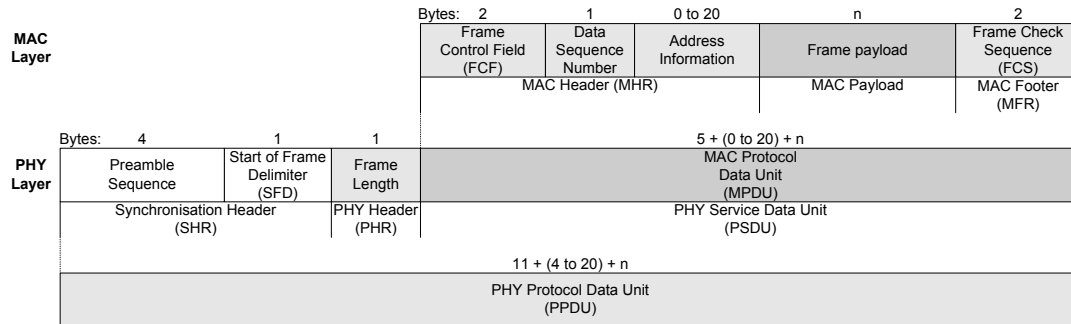 Bytes: 2 1 0 to 20 n 2
MAC
Layer
Frame
Control Field
(FCF)
Data
Sequence
Number
Address
Information
Frame payload
Frame Check
Sequence
(FCS)
MAC Header (MHR)
MAC Payload
MAC Footer
(MFR)
Bytes: 4 1 1 5 + (0 to 20) + n
PHY
Layer
Preamble
Sequence
Start of Frame
Delimiter
(SFD)
Frame
Length
MAC Protocol
Data Unit
(MPDU)
Synchronisation Header
(SHR)
PHY Header
(PHR)
PHY Service Data Unit
(PSDU)
11 + (4 to 20) + n
PHY Protocol Data Unit
(PPDU)